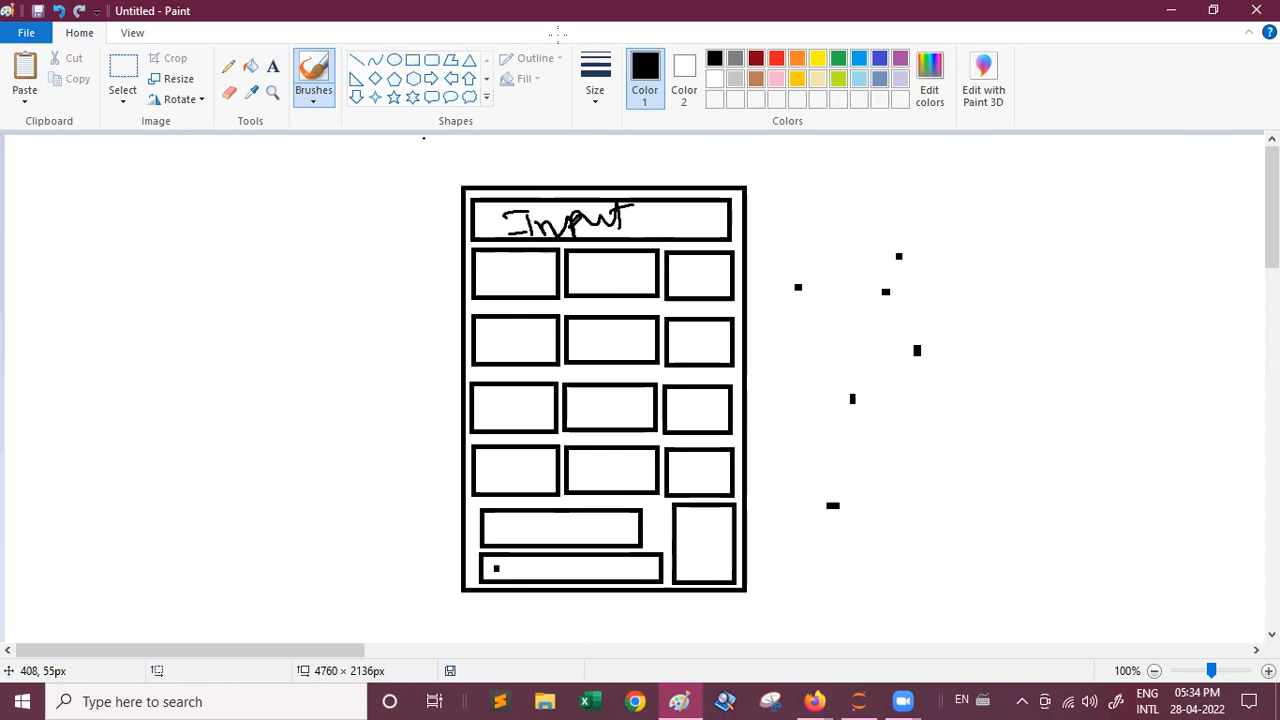 Untitled - Paint
File Home View
Paste Cut Copy Clipboard
Select Crop Resize Rotate Image
Tools
Brushes
Outline Fill Shapes
Size
Color 1 Color 2 Edit colors Colors
Edit with Paint 3D
Input
408, 55px 4760 × 2136px 100%
Type here to search
EN ENG INTL 05:34 PM 28-04-2022